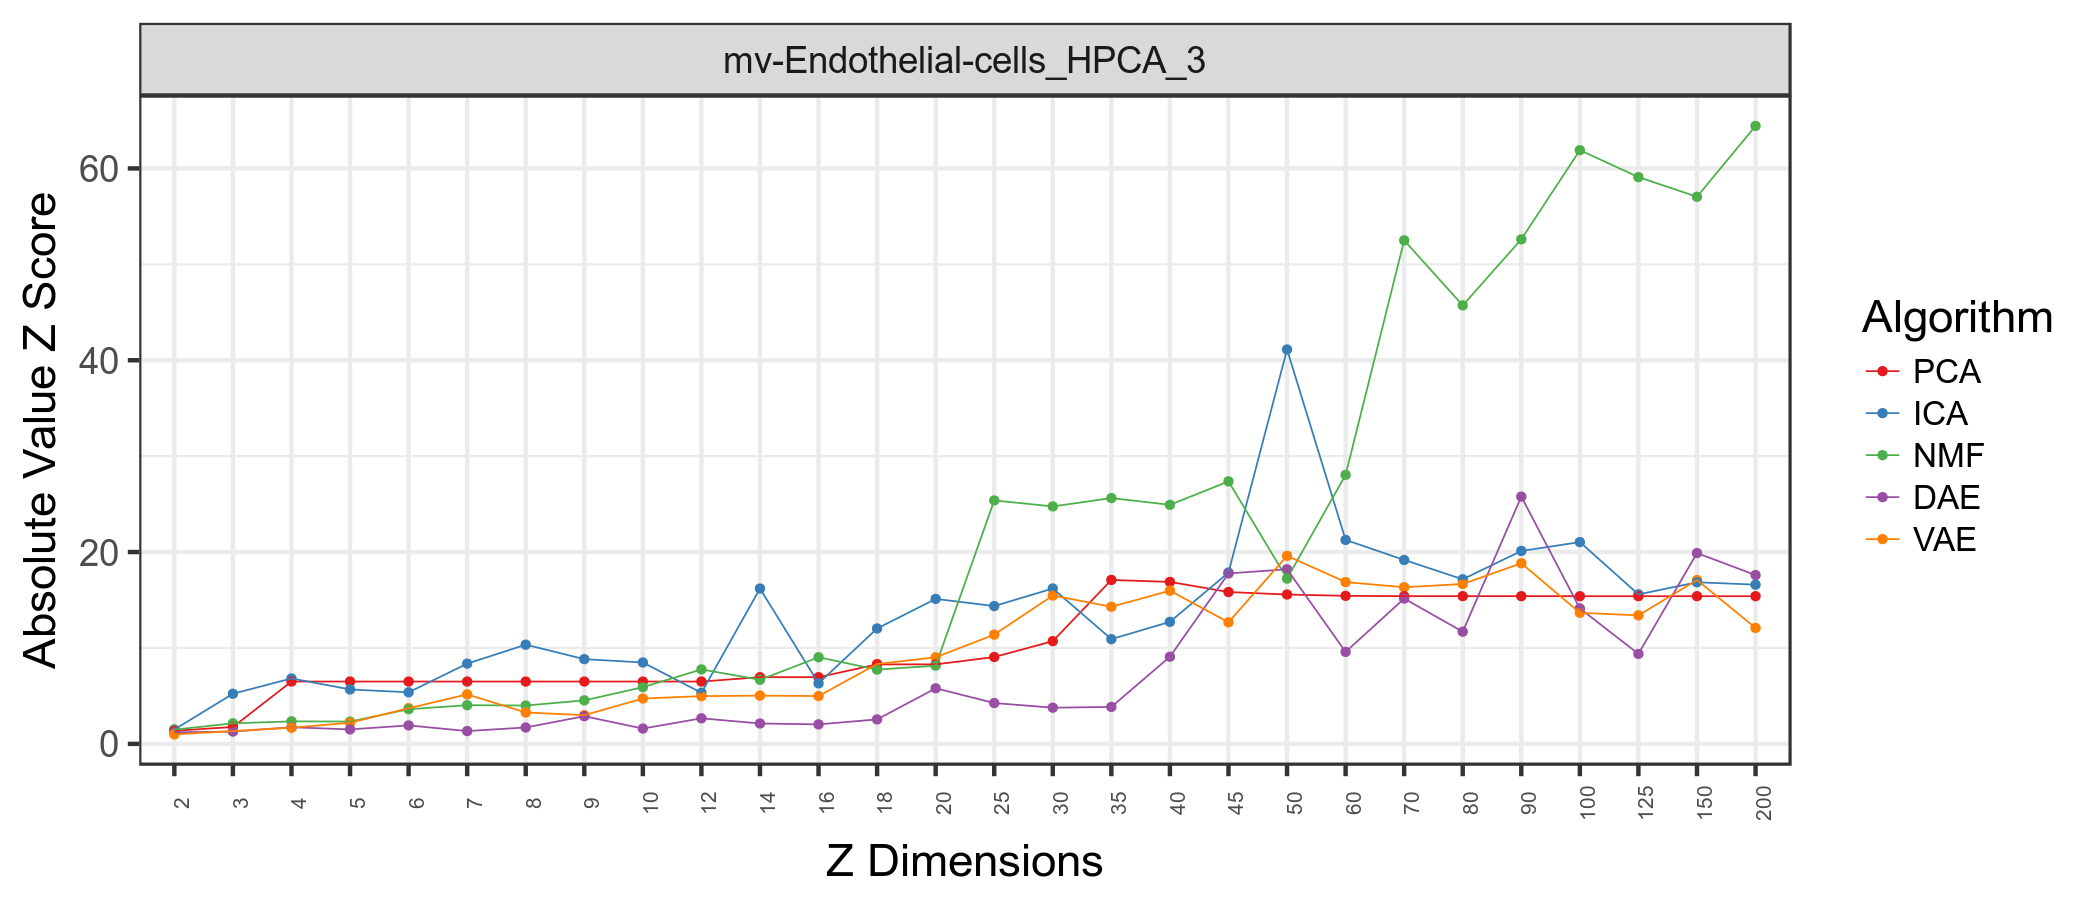 mv-Endothelial-cells_HPCA_3
Absolute Value Z Score
60
40
20
0
2 3 4 5 6 7 8 9 10 12 14 16 18 20 25 30 35 40 45 50 60 70 80 90 100 125 150 200
Z Dimensions
Algorithm
PCA
ICA
NMF
DAE
VAE